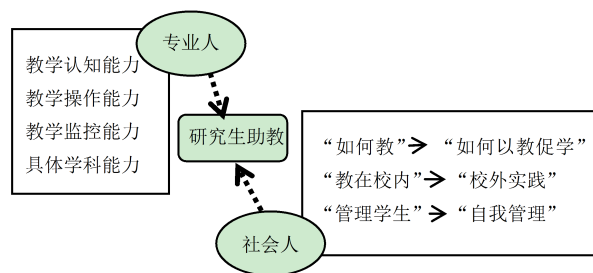 专业人
教学认知能力
教学操作能力
教学监控能力
具体学科能力
研究生助教
“如何教” “如何以教促学”
“教在校内” “校外实践”
“管理学生” “自我管理”
社会人